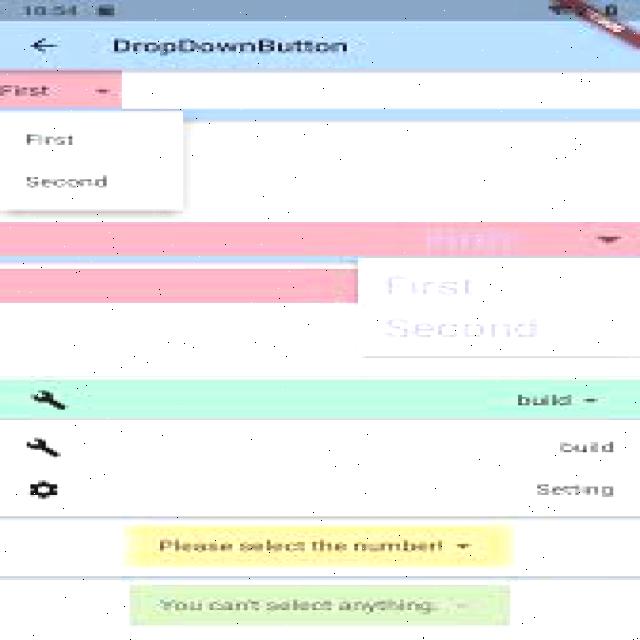 10:54
DropDownButton
First
First
Second
First
Second
build
build
Setting
Please select the number!
You can't select anything.